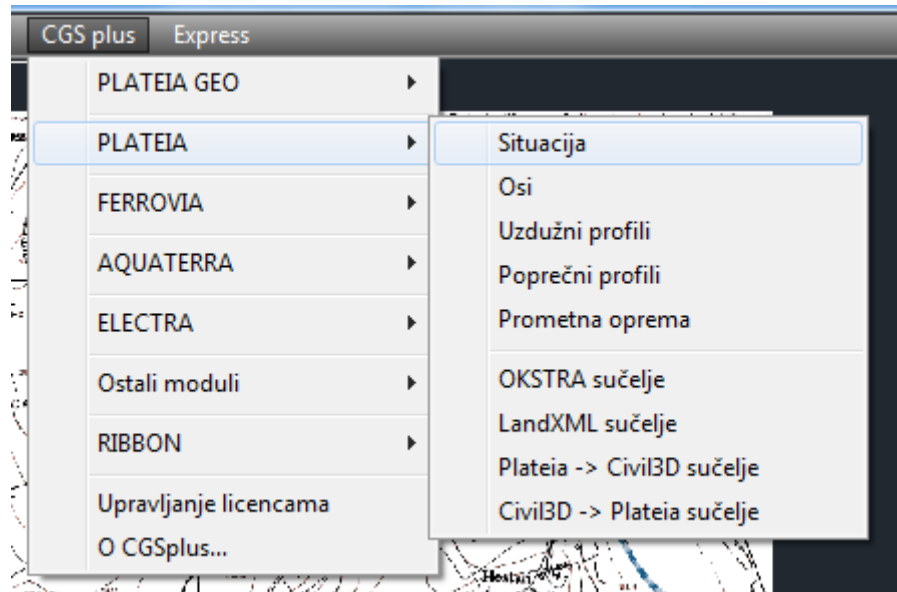 CGS plus Express
PLATEIA GEO
PLATEIA
FERROVIA
AQUATERRA
ELECTRA
Ostali moduli
RIBBON
Upravljanje licencama
O CGSplus...
Situacija
Osi
Uzdužni profili
Poprečni profili
Prometna oprema
OKSTRA sučelje
LandXML sučelje
Plateia -> Civil3D sučelje
Civil3D -> Plateia sučelje